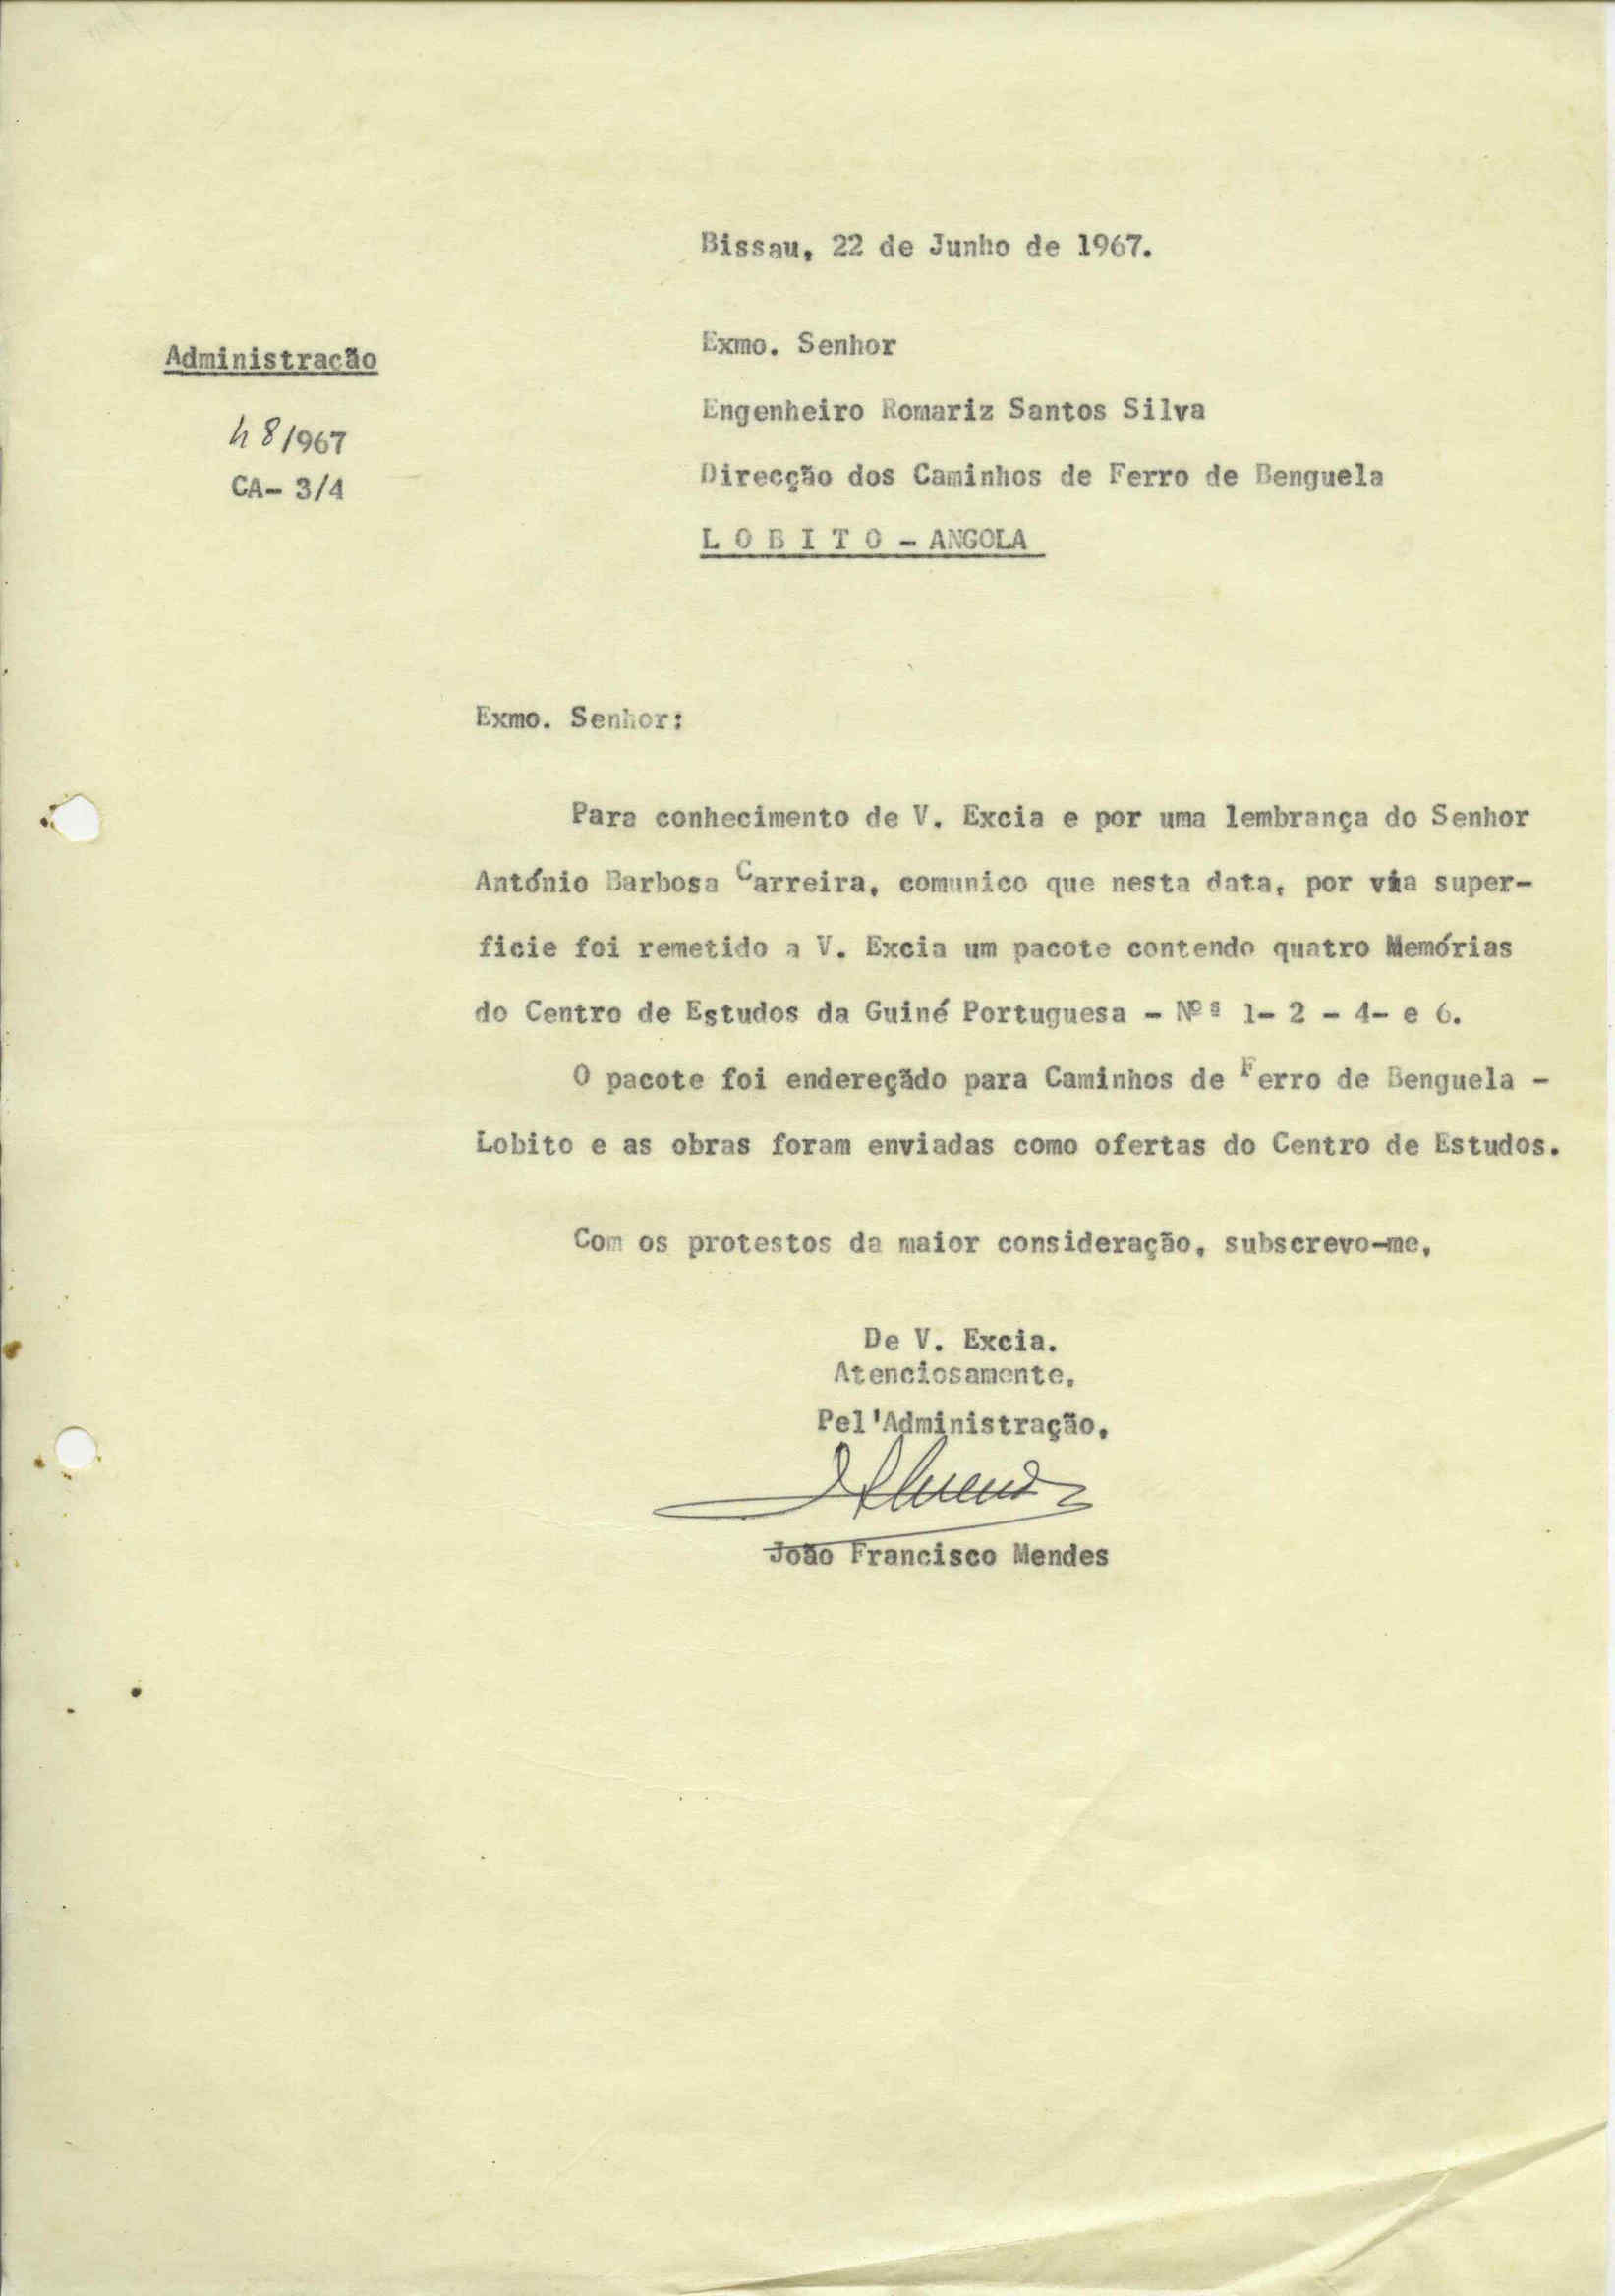 Bissau, 22 de Junho de 1967.
Administração
48/967
CA- 3/4
Exmo. Senhor
Engenheiro Romariz Santos Silva
Direcção dos Caminhos de Ferro de Benguela
L O B I T O - ANGOLA
Exmo. Senhor:
Para conhecimento de V. Excia e por uma lembrança do Senhor
António Barbosa Carreira, comunico que nesta data, por via super-
ficie foi remetido a V. Excia um pacote contendo quatro Memórias
do Centro de Estudos da Guiné Portuguesa - Nºs 1- 2 - 4- e 6.
O pacote foi endereçãdo para Caminhos de Ferro de Benguela -
Lobito e as obras foram enviadas como ofertas do Centro de Estudos.
Com os protestos da maior consideração, subscrevo-me,
De V. Excia.
Atenciosamente,
Pel'Administração,
João Francisco Mendes